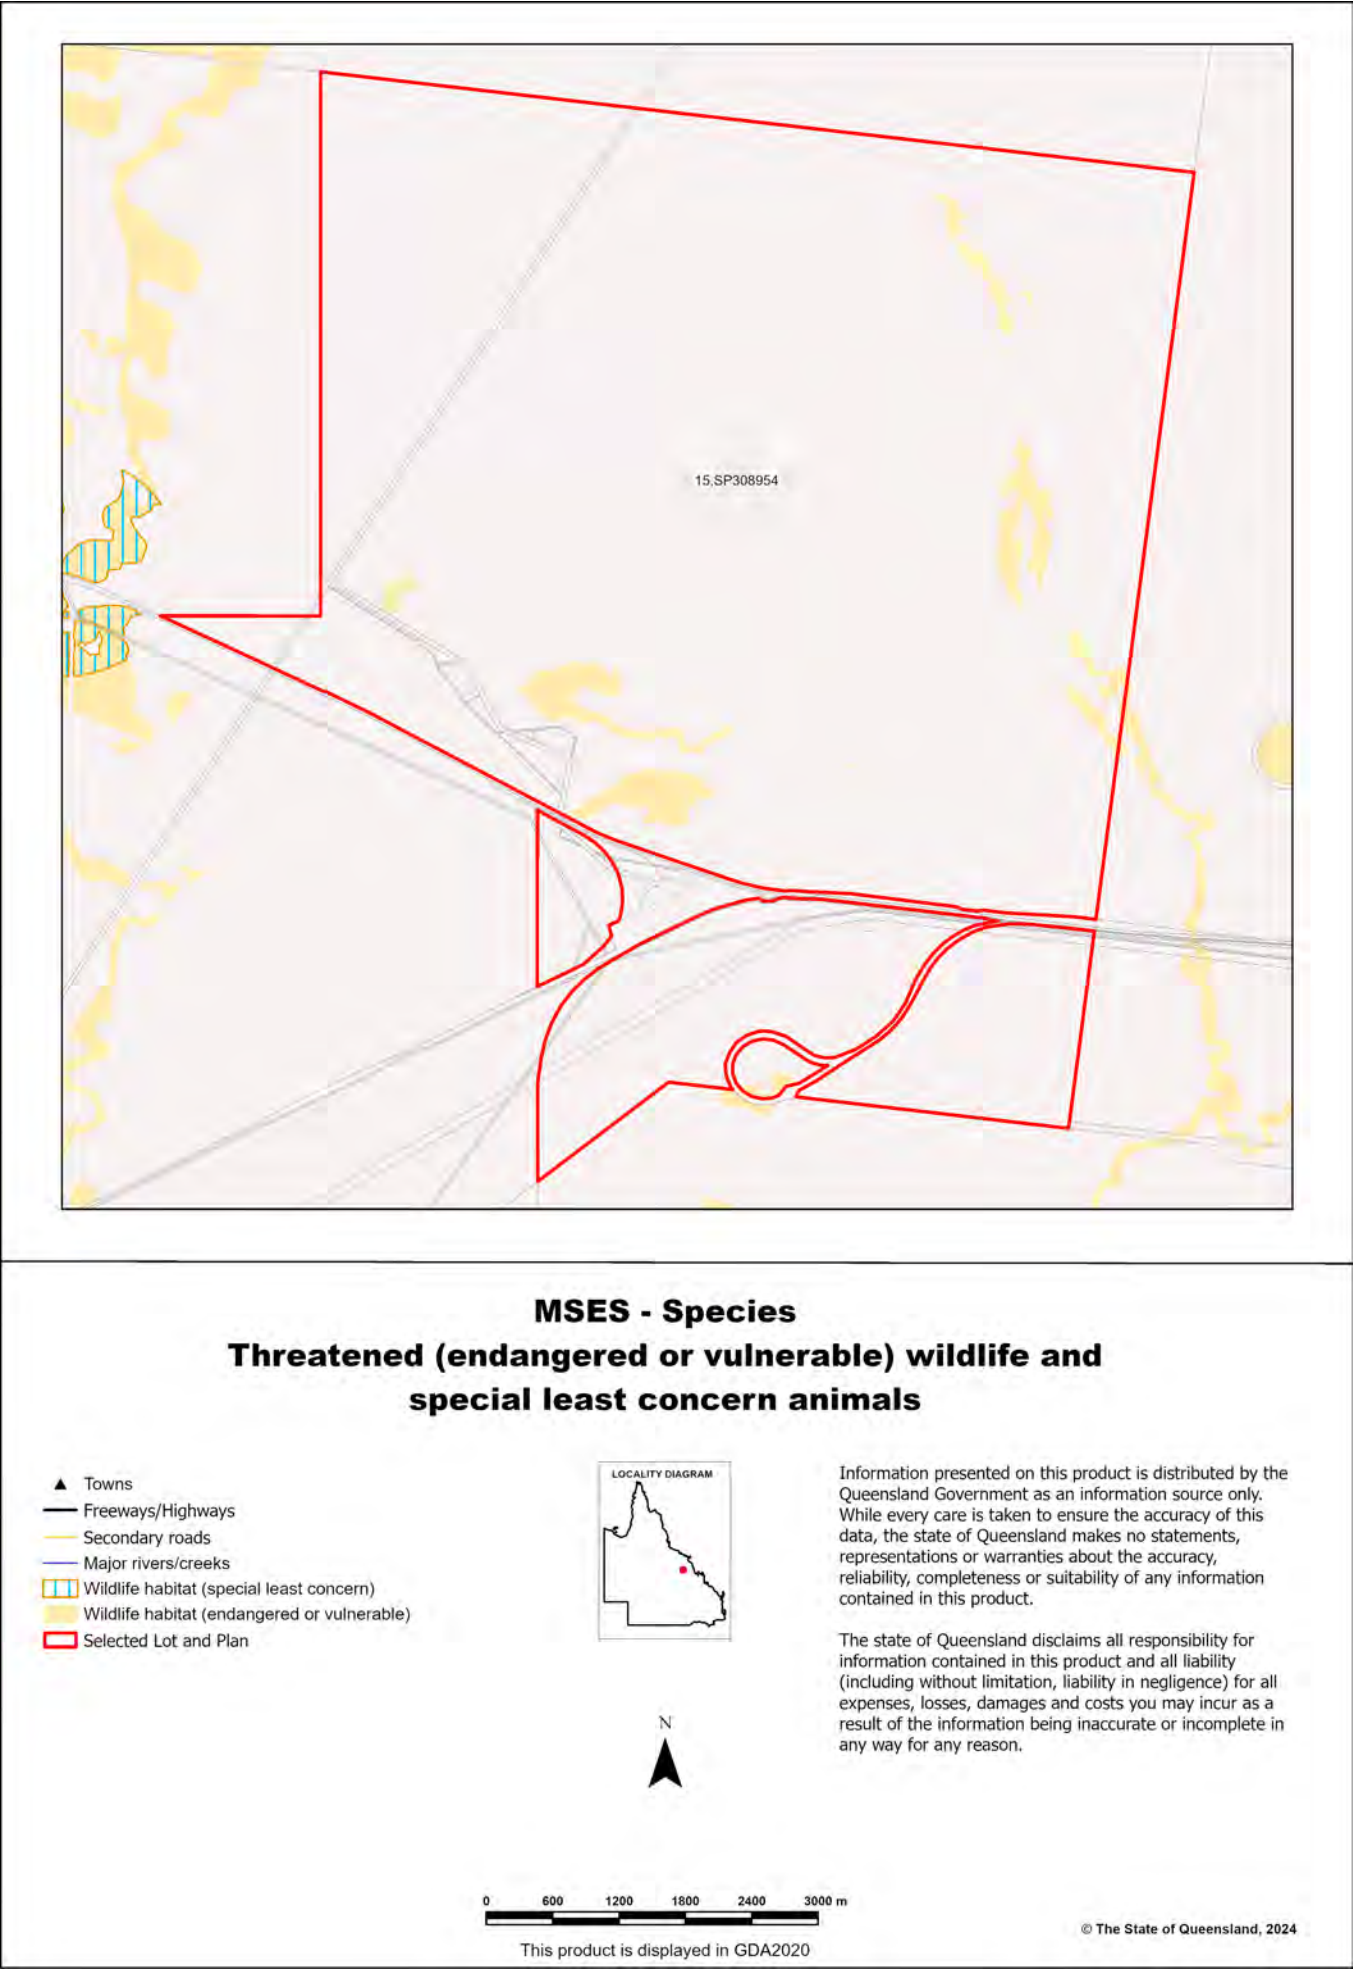 15,SP308954
MSES - Species
Threatened (endangered or vulnerable) wildlife and
special least concern animals
Towns
Freeways/Highways
Secondary roads
Major rivers/creeks
Wildlife habitat (special least concern)
Wildlife habitat (endangered or vulnerable)
Selected Lot and Plan
LOCALITY DIAGRAM
N
Information presented on this product is distributed by the
Queensland Government as an information source only.
While every care is taken to ensure the accuracy of this
data, the state of Queensland makes no statements,
representations or warranties about the accuracy,
reliability, completeness or suitability of any information
contained in this product.
The state of Queensland disclaims all responsibility for
information contained in this product and all liability
(including without limitation, liability in negligence) for all
expenses, losses, damages and costs you may incur as a
result of the information being inaccurate or incomplete in
any way for any reason.
0 600 1200 1800 2400 3000 m
This product is displayed in GDA2020
© The State of Queensland, 2024